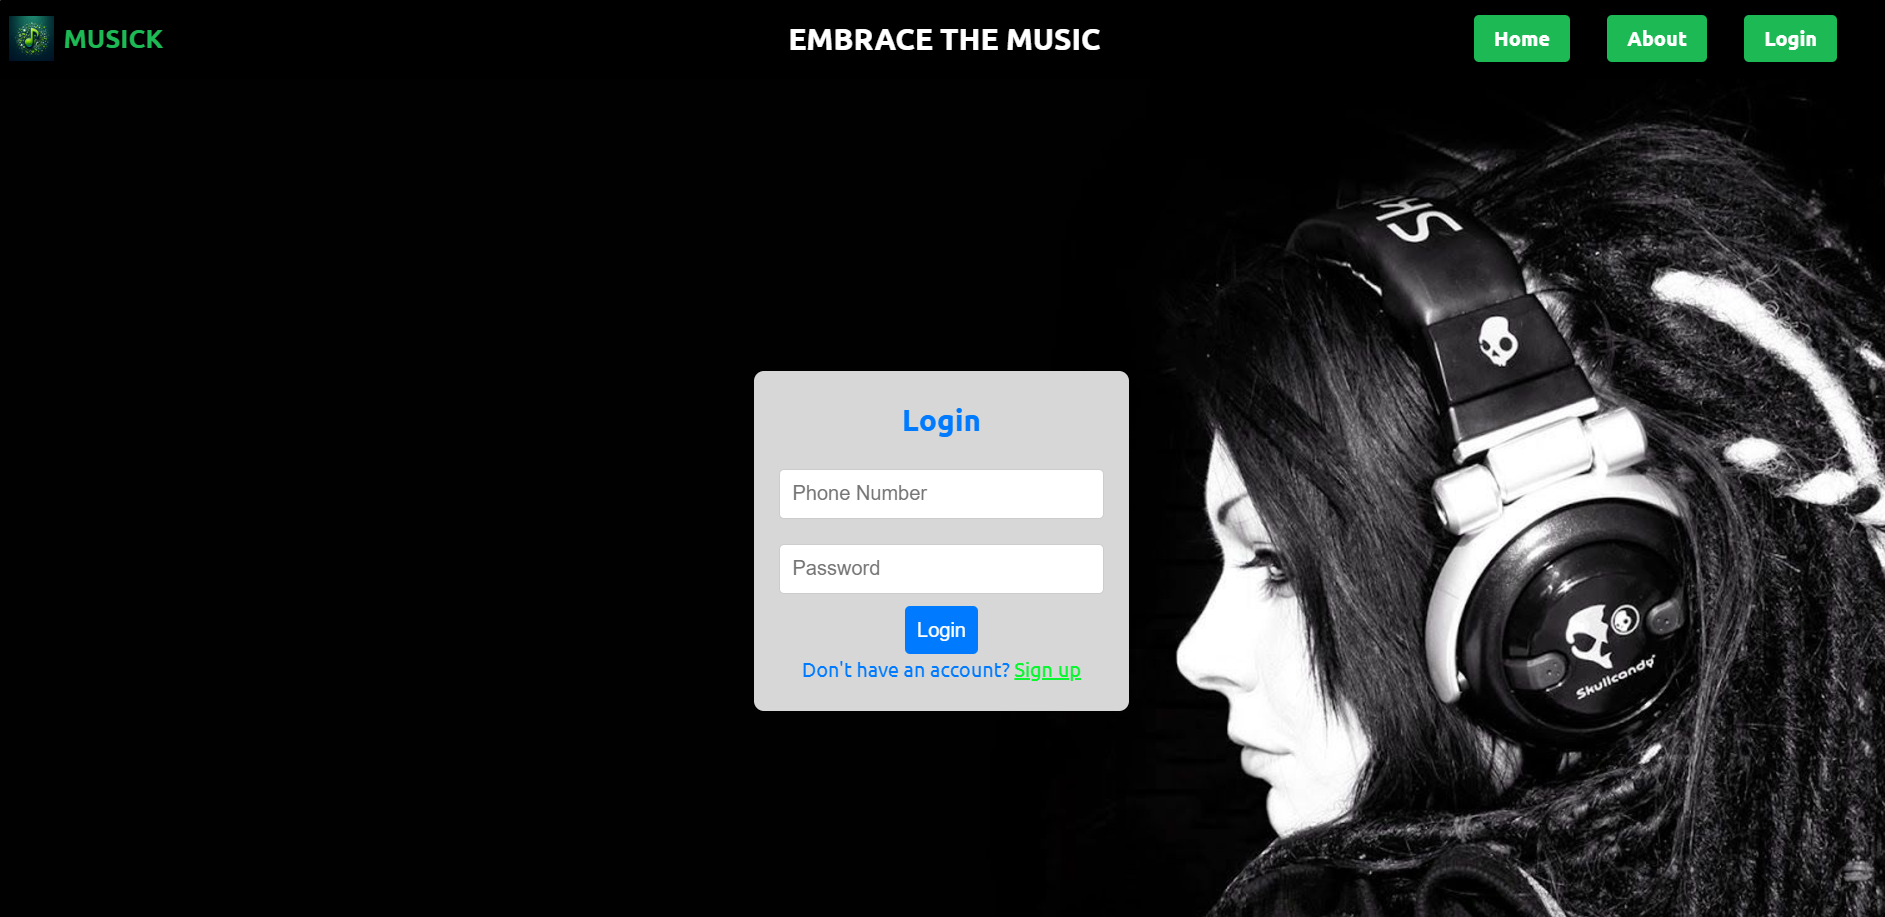 MUSICK
EMBRACE THE MUSIC
Home
About
Login
Login
Phone Number
Password
Login
Don't have an account? Sign up
Skullcandy